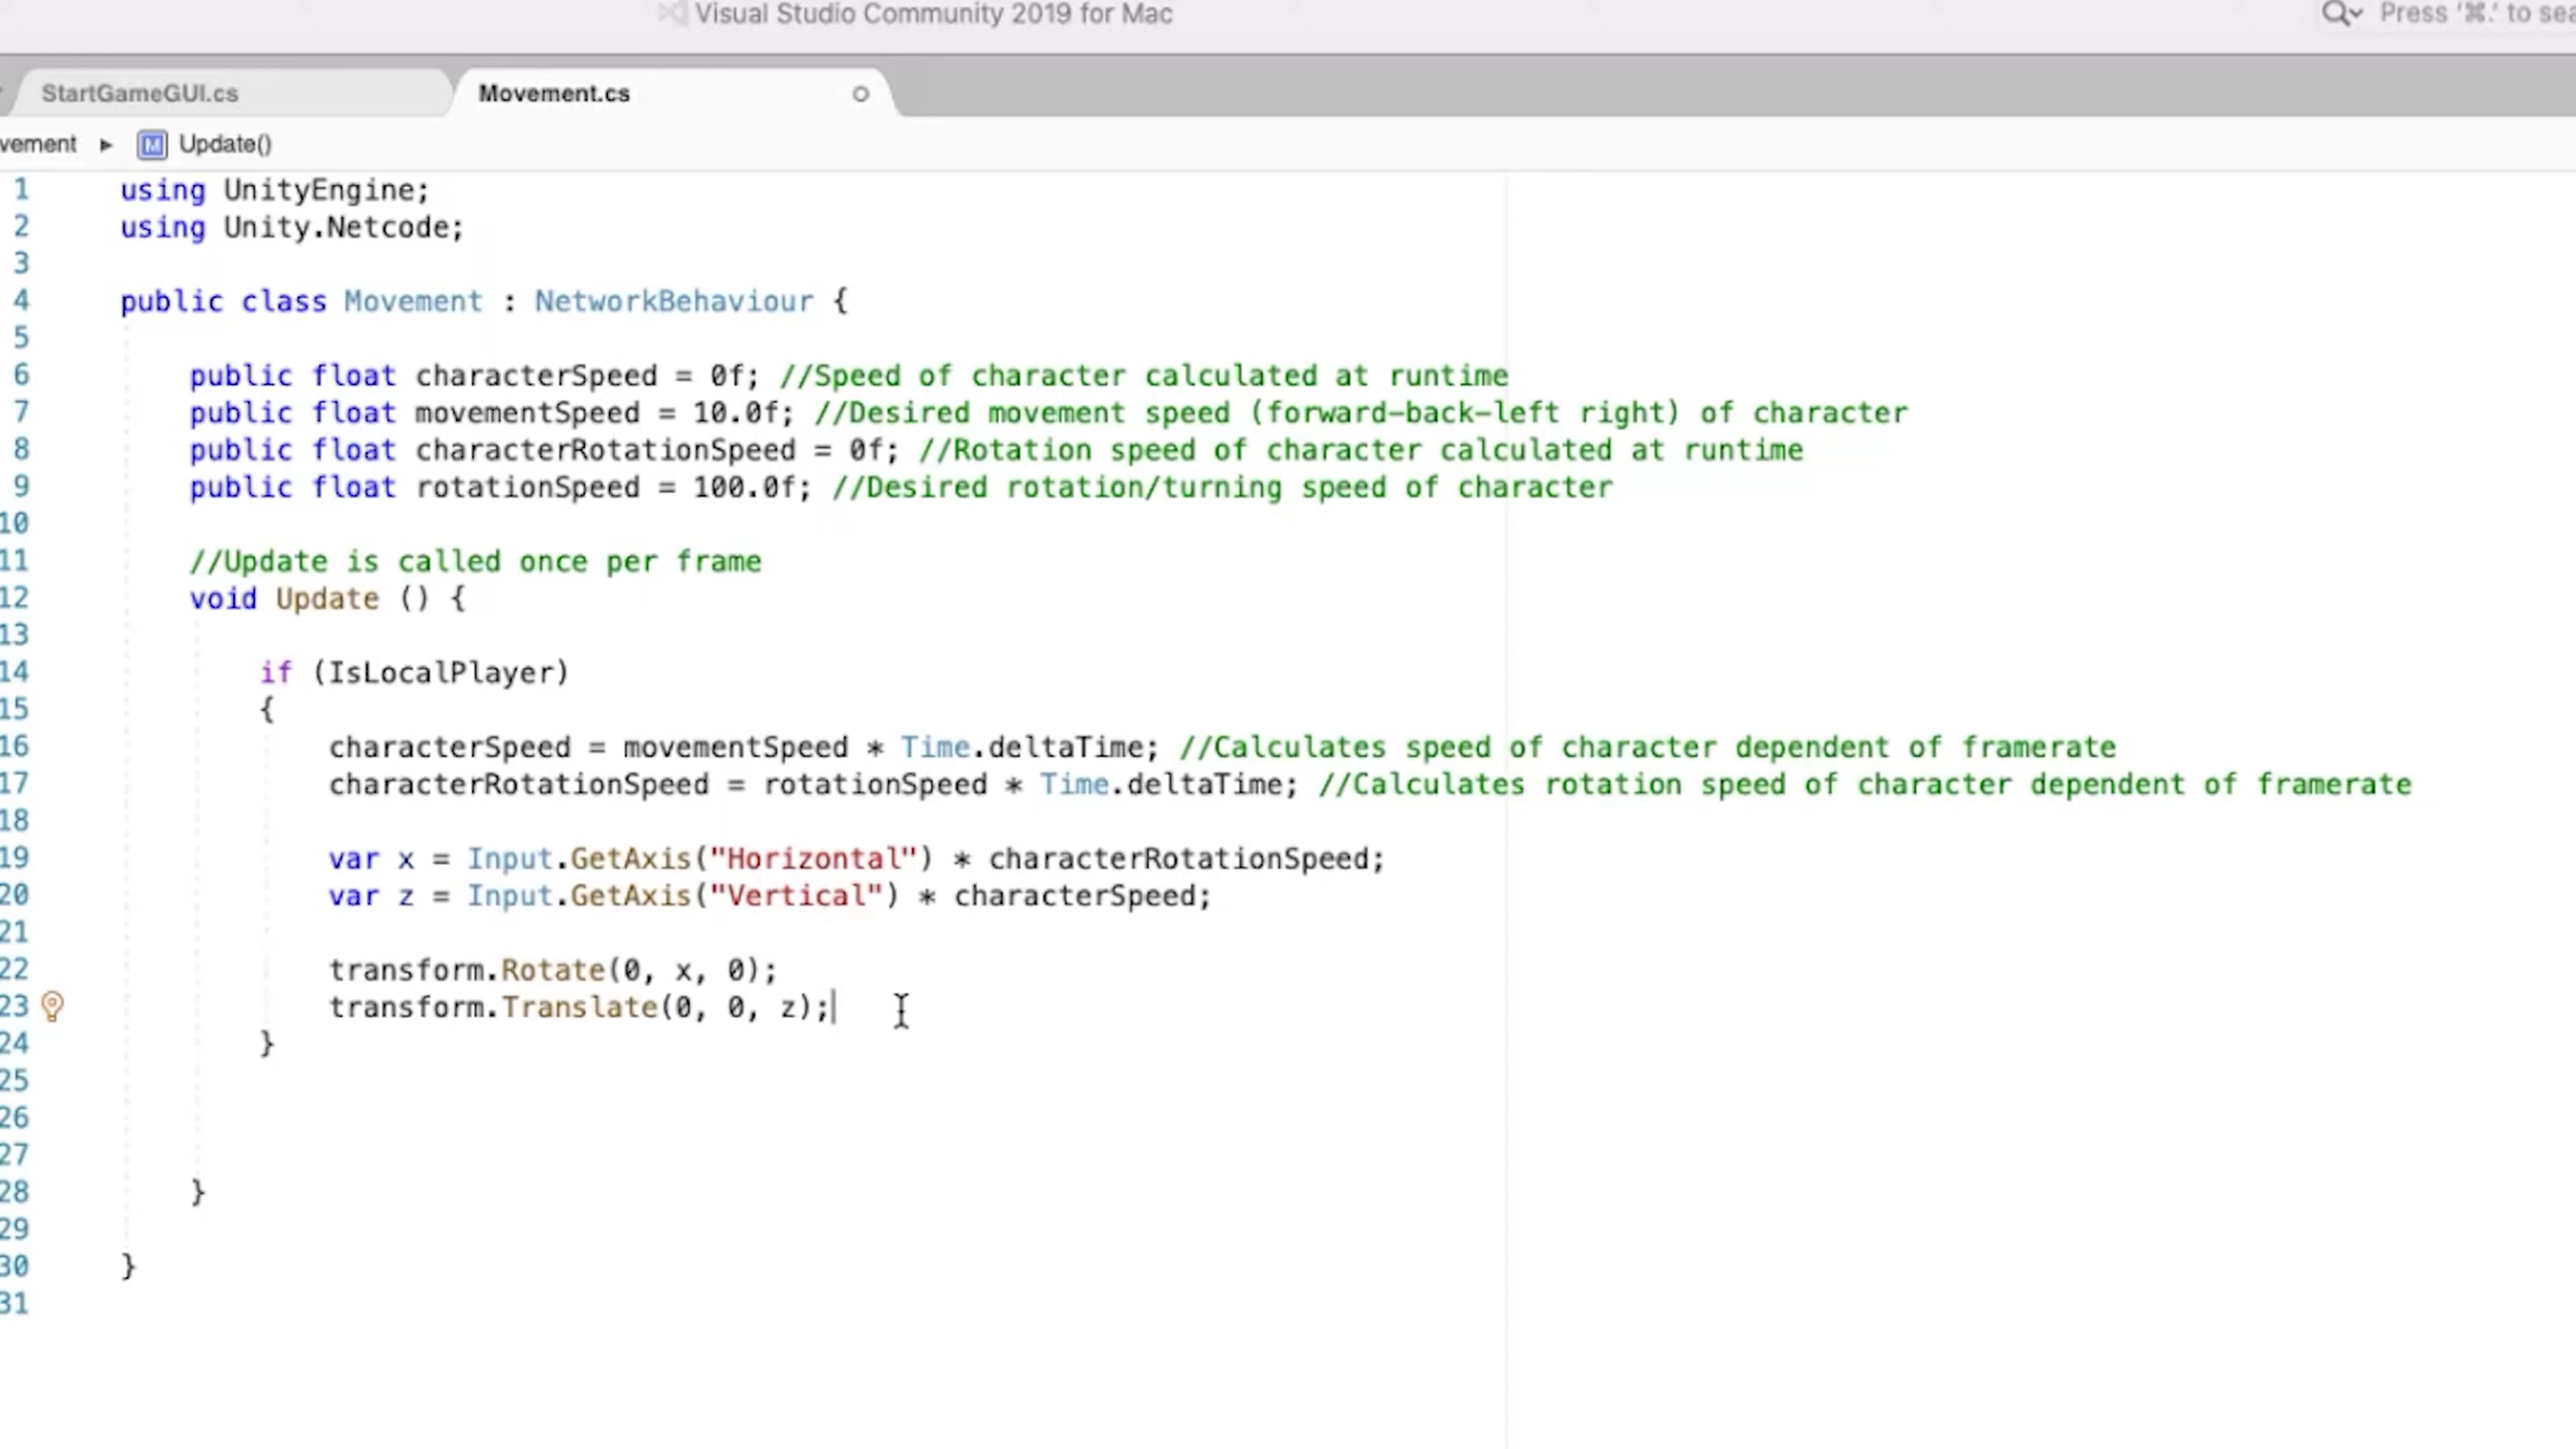 Visual Studio Community 2019 for Mac
Press '⌘.' to sea
StartGameGUI.cs
Movement.cs
vement ▸ M Update()
1 using UnityEngine;
2 using Unity.Netcode;
3
4 public class Movement : NetworkBehaviour {
5
6 public float characterSpeed = 0f; //Speed of character calculated at runtime
7 public float movementSpeed = 10.0f; //Desired movement speed (forward-back-left right) of character
8 public float characterRotationSpeed = 0f; //Rotation speed of character calculated at runtime
9 public float rotationSpeed = 100.0f; //Desired rotation/turning speed of character
10
11 //Update is called once per frame
12 void Update () {
13
14 if (IsLocalPlayer)
15 {
16 characterSpeed = movementSpeed * Time.deltaTime; //Calculates speed of character dependent of framerate
17 characterRotationSpeed = rotationSpeed * Time.deltaTime; //Calculates rotation speed of character dependent of framerate
18
19 var x = Input.GetAxis("Horizontal") * characterRotationSpeed;
20 var z = Input.GetAxis("Vertical") * characterSpeed;
21
22 transform.Rotate(0, x, 0);
23 transform.Translate(0, 0, z);
24 }
25
26
27
28 }
29
30 }
31